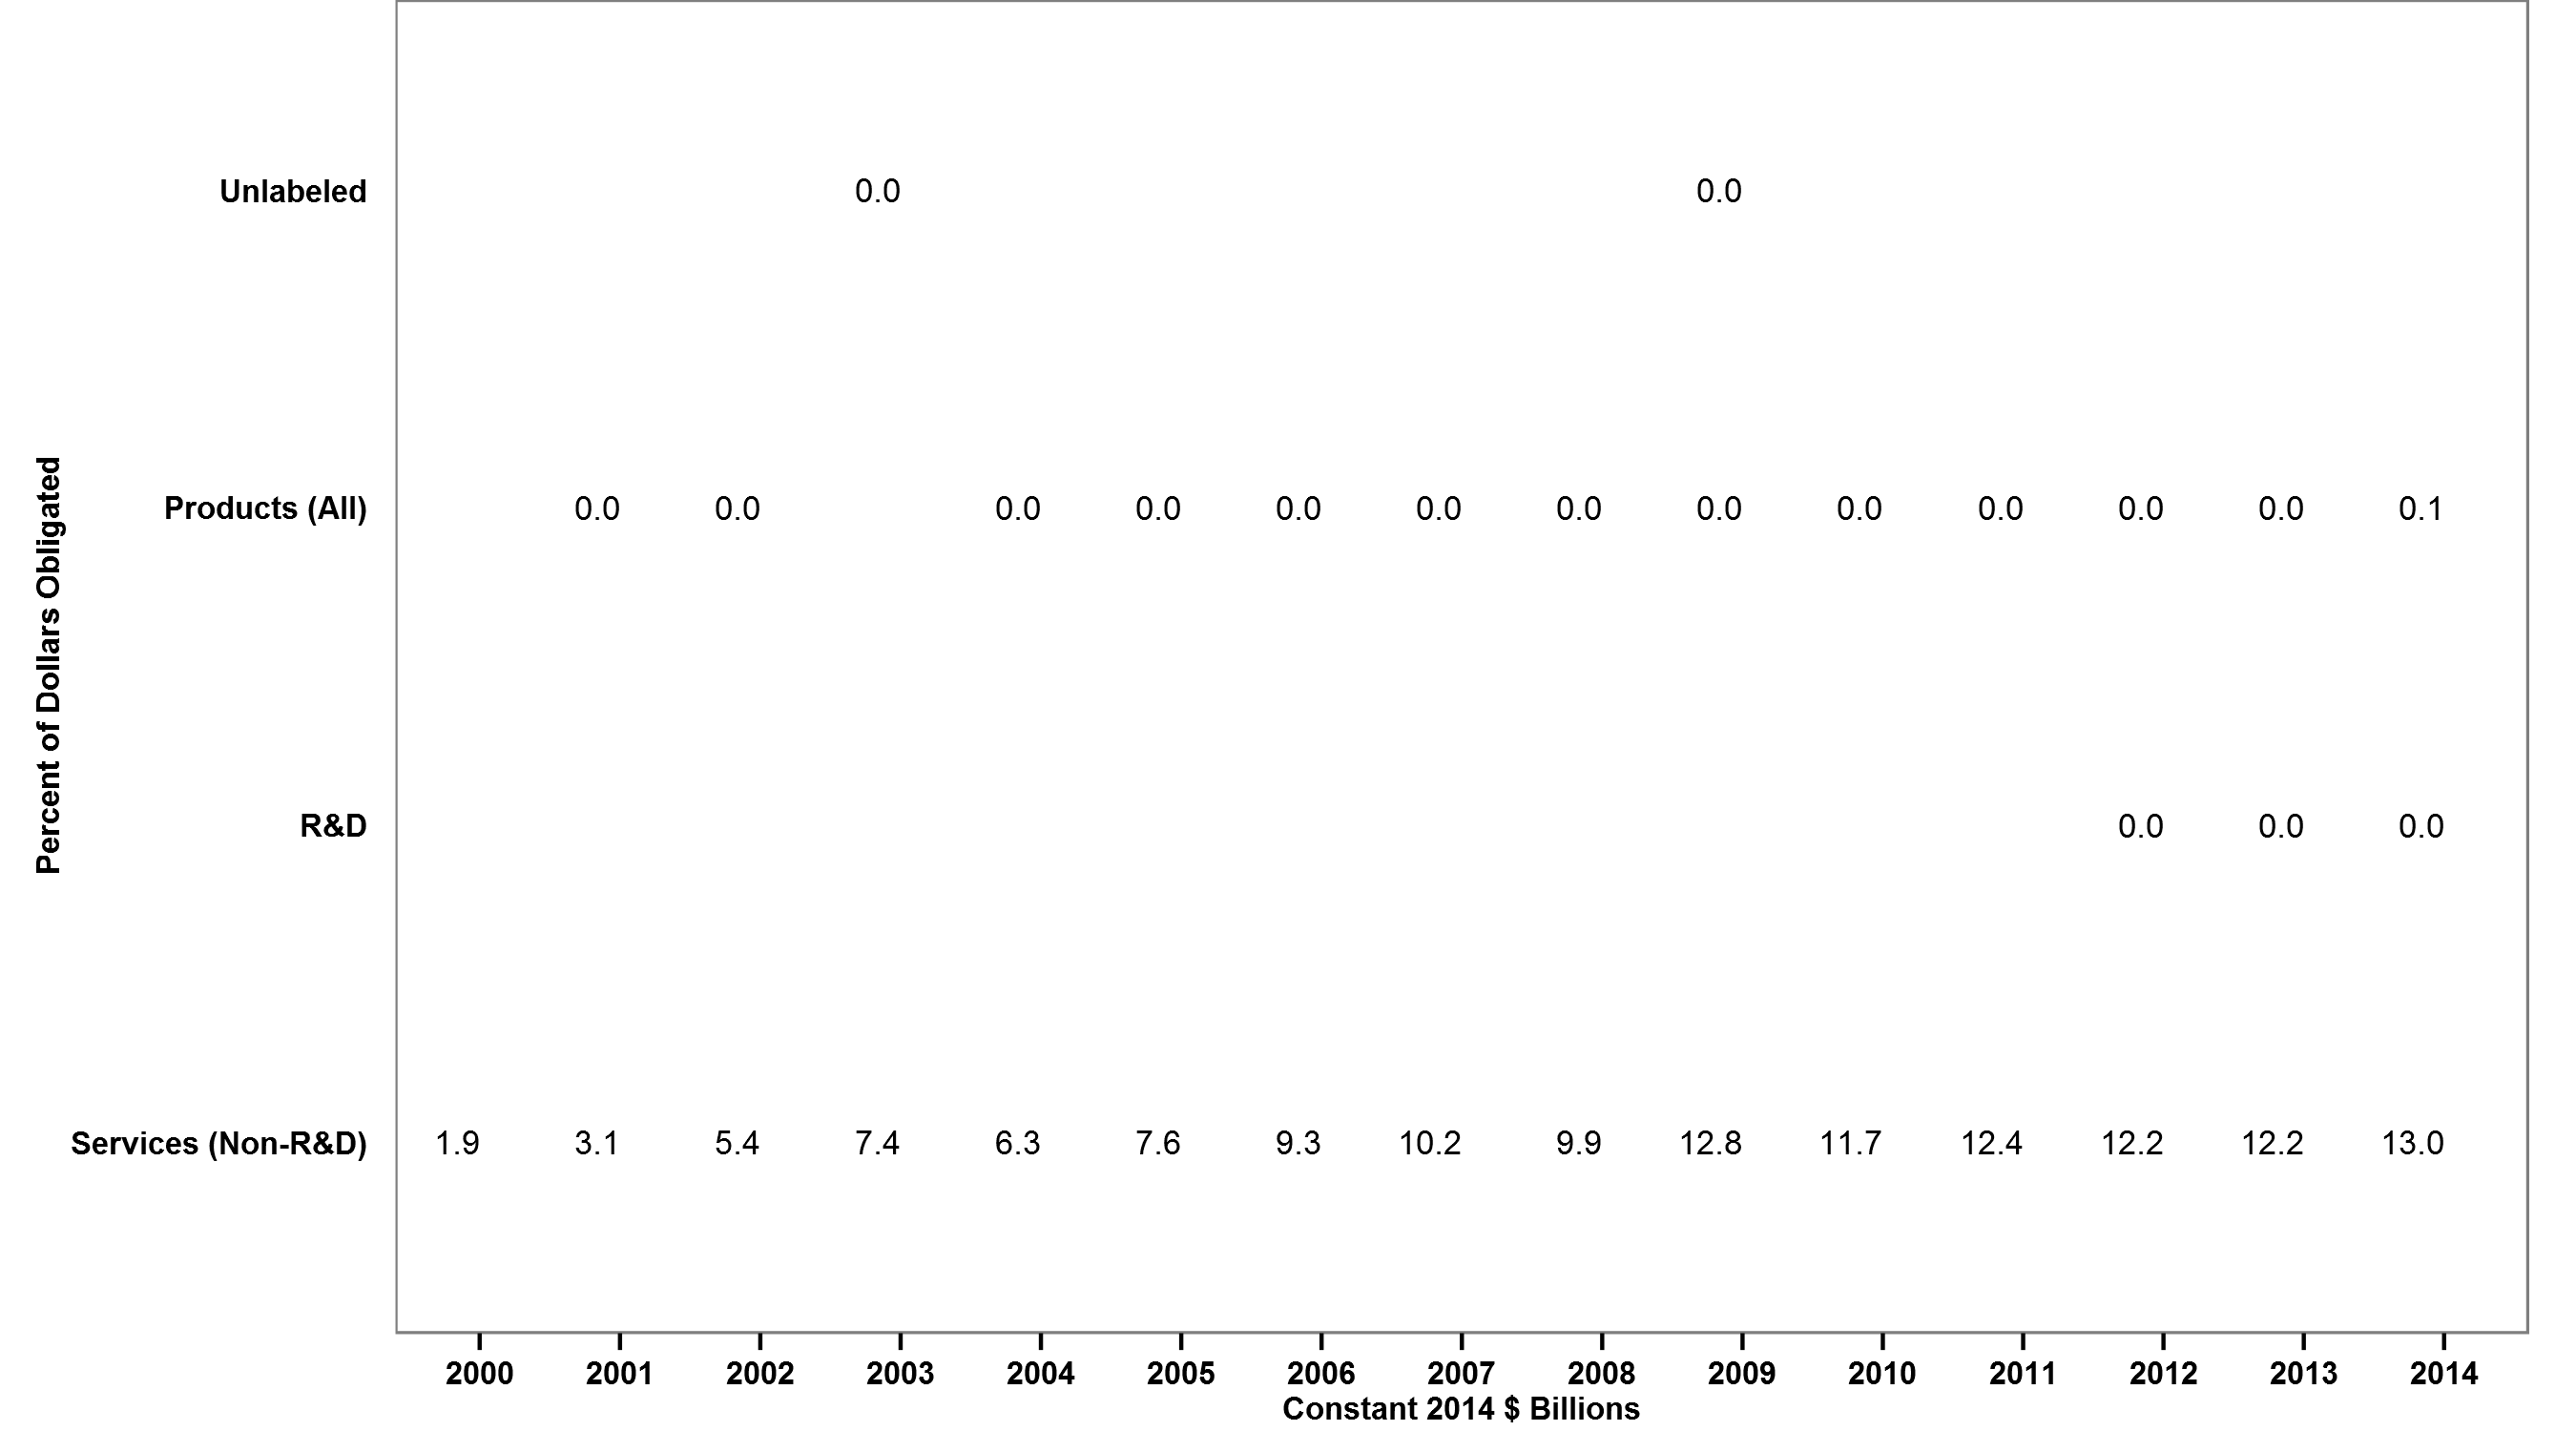 Percent of Dollars Obligated
Unlabeled 0.0 0.0
Products (All) 0.0 0.0 0.0 0.0 0.0 0.0 0.0 0.0 0.0 0.0 0.0 0.0 0.1
R&D 0.0 0.0 0.0
Services (Non-R&D) 1.9 3.1 5.4 7.4 6.3 7.6 9.3 10.2 9.9 12.8 11.7 12.4 12.2 12.2 13.0
2000 2001 2002 2003 2004 2005 2006 2007 2008 2009 2010 2011 2012 2013 2014
Constant 2014 $ Billions